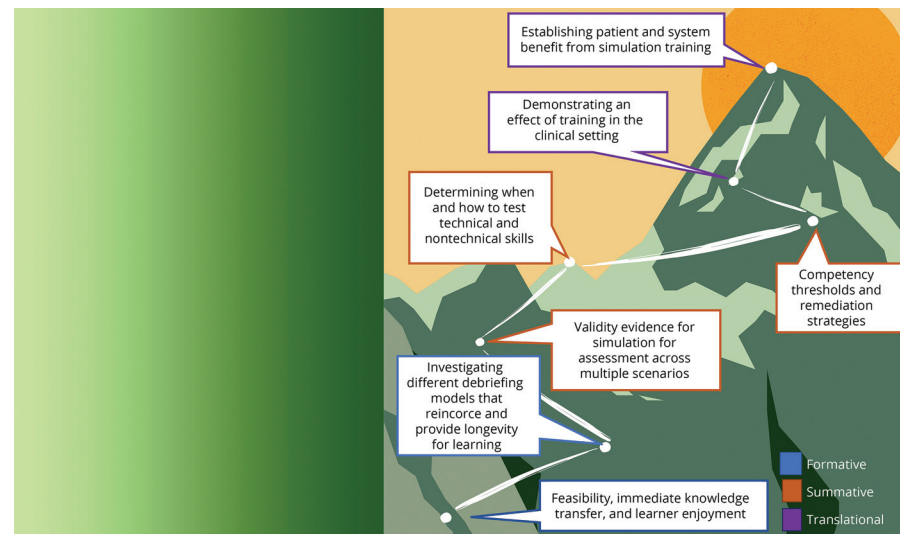 Establishing patient and system
benefit from simulation training
Demonstrating an
effect of training in the
clinical setting
Determining when
and how to test
technical and
nontechnical skills
Competency
thresholds and
remediation
strategies
Validity evidence for
simulation for
assessment across
multiple scenarios
Investigating
different debriefing
models that
reincorce and
provide longevity
for learning
Feasibility, immediate knowledge
transfer, and learner enjoyment
Formative
Summative
Translational